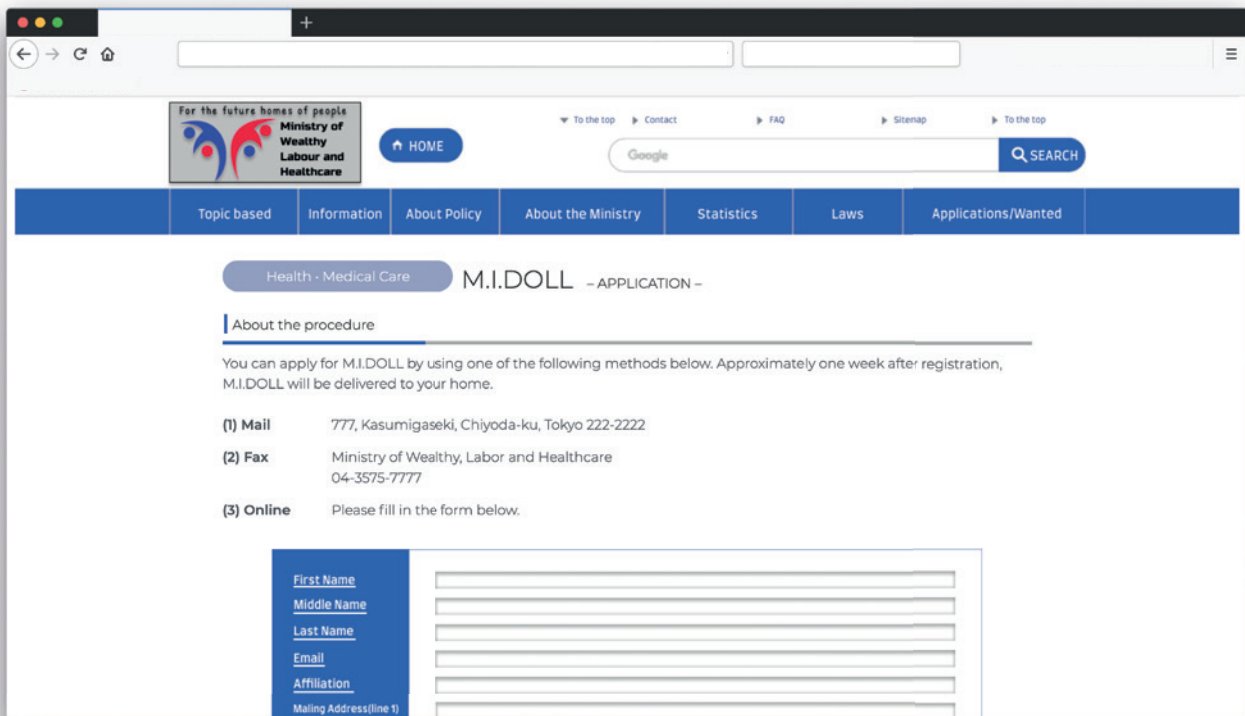 For the future homes of people
Ministry of
Wealthy
Labour and
Healthcare
HOME
To the top
Contact
FAQ
Sitenap
To the top
Google
SEARCH
Topic based
Information
About Policy
About the Ministry
Statistics
Laws
Applications/Wanted
Health · Medical Care
M.I.DOLL – APPLICATION –
About the procedure
You can apply for M.I.DOLL by using one of the following methods below. Approximately one week after registration,
M.I.DOLL will be delivered to your home.
(1) Mail 777, Kasumigaseki, Chiyoda-ku, Tokyo 222-2222
(2) Fax Ministry of Wealthy, Labor and Healthcare
04-3575-7777
(3) Online Please fill in the form below.
First Name
Middle Name
Last Name
Email
Affiliation
Maling Address(line 1)